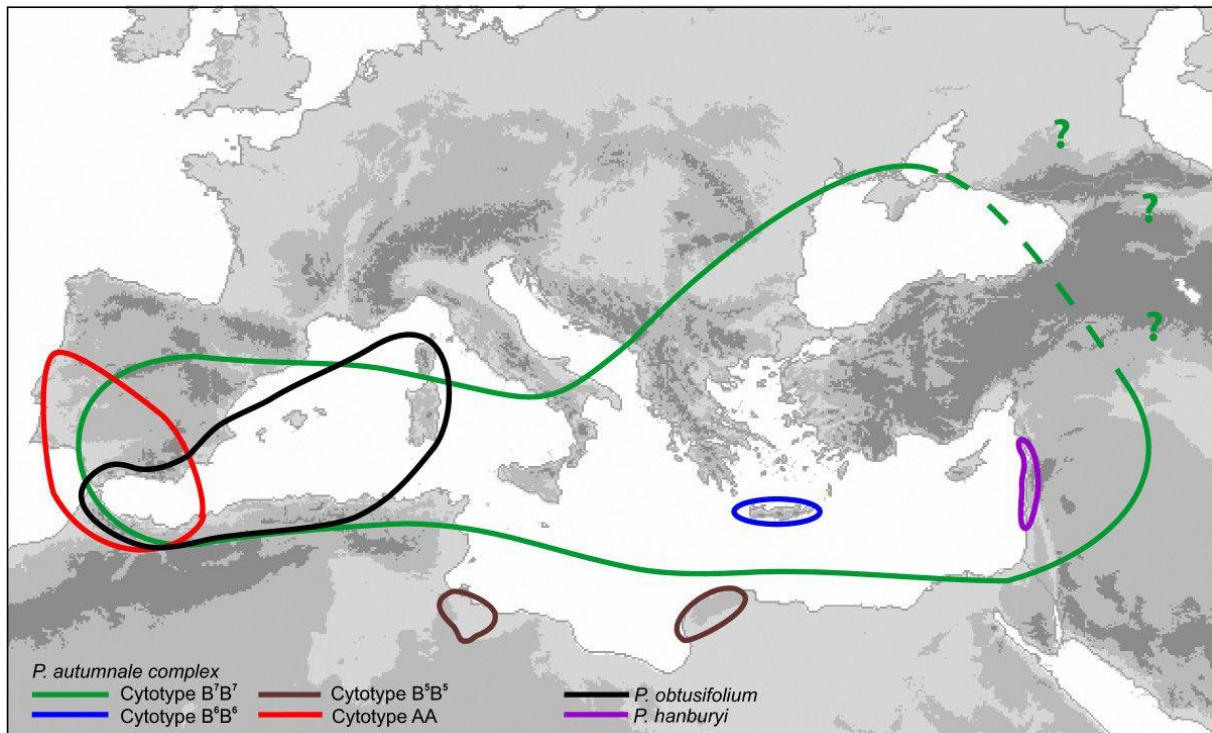 ?
?
?
P. autumnale complex
Cytotype B⁷B⁷
Cytotype B⁵B⁵
P. obtusifolium
Cytotype B⁶B⁶
Cytotype AA
P. hanburyi